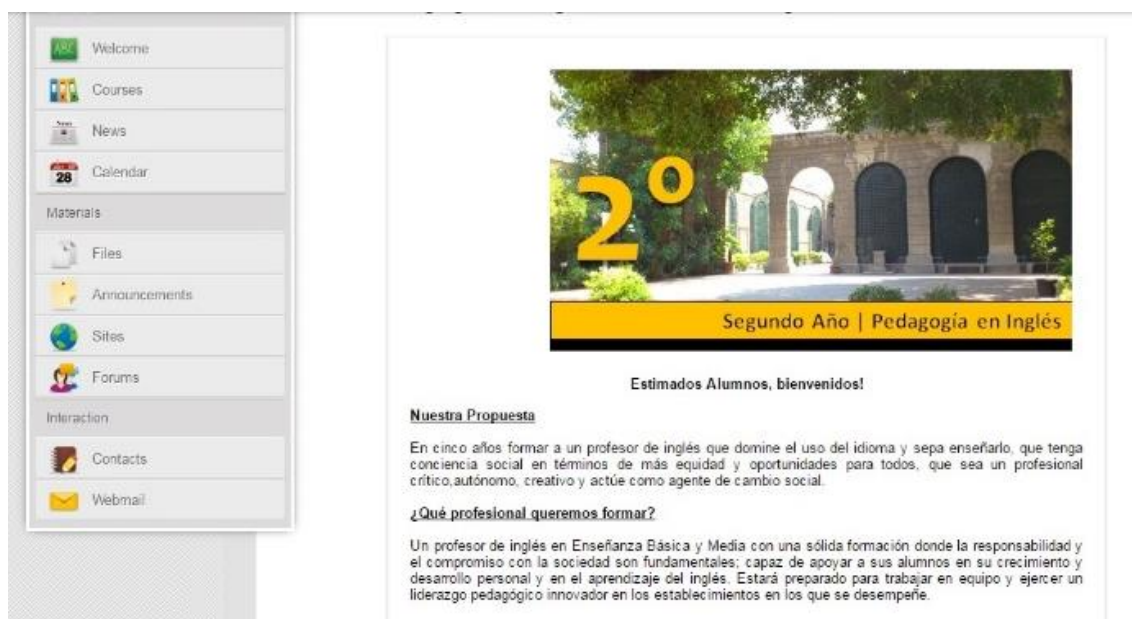 Welcome
Courses
News
Calendar
28
Materials
Files
Announcements
Sites
Forums
Interaction
Contacts
Webmail
2º
Segundo Año | Pedagogía en Inglés
Estimados Alumnos, bienvenidos!
Nuestra Propuesta
En cinco años formar a un profesor de inglés que domine el uso del idioma y sepa enseñarlo, que tenga
conciencia social en términos de más equidad y oportunidades para todos, que sea un profesional
crítico,autónomo, creativo y actúe como agente de cambio social.
¿Qué profesional queremos formar?
Un profesor de inglés en Enseñanza Básica y Media con una sólida formación donde la responsabilidad y
el compromiso con la sociedad son fundamentales; capaz de apoyar a sus alumnos en su crecimiento y
desarrollo personal y en el aprendizaje del inglés. Estará preparado para trabajar en equipo y ejercer un
liderazgo pedagógico innovador en los establecimientos en los que se desempeñe.